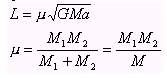 L = μ√GMa
μ = M₁M₂ / (M₁ + M₂) = M₁M₂ / M